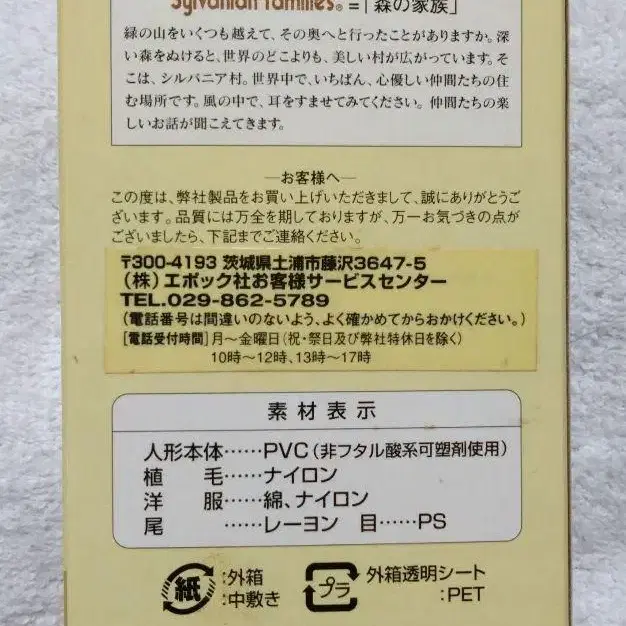 Sylvanian Families® =「森の家族」
緑の山をいくつも越えて、その奥へと行ったことがありますか。深
い森をぬけると、世界のどこよりも、美しい村が広がっています。そ
こは、シルバニア村。世界中で、いちばん、心優しい仲間たちの住
む場所です。風の中で、耳をすませてみてください。仲間たちの楽
しいお話が聞こえてきます。
―お客様へ―
この度は、弊社製品をお買い上げいただきまして、誠にありがとうご
ざいます。品質には万全を期しておりますが、万一お気づきの点が
ございましたら、下記までご連絡ください。
〒300-4193 茨城県土浦市藤沢3647-5
(株)エポック社お客様サービスセンター
TEL.029-862-5789
(電話番号は間違いのないよう、よく確かめてからおかけください。)
[電話受付時間]月〜金曜日(祝・祭日及び弊社特休日を除く)
10時〜12時、13時〜17時
素材表示
人形本体……PVC(非フタル酸系可塑剤使用)
植　毛……ナイロン
洋　服……綿、ナイロン
尾　　……レーヨン　目……PS
紙 :外箱
:中敷き
プラ 外箱透明シート
:PET